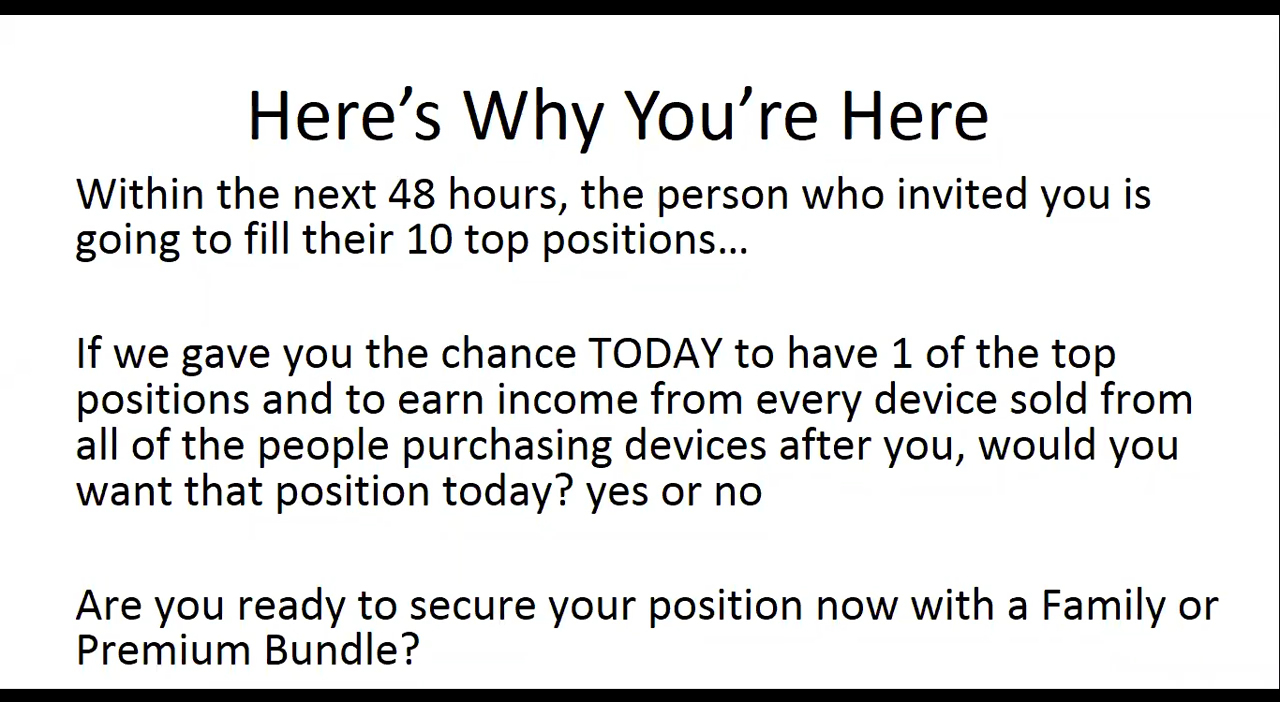 Here’s Why You’re Here
Within the next 48 hours, the person who invited you is
going to fill their 10 top positions…
If we gave you the chance TODAY to have 1 of the top
positions and to earn income from every device sold from
all of the people purchasing devices after you, would you
want that position today? yes or no
Are you ready to secure your position now with a Family or
Premium Bundle?